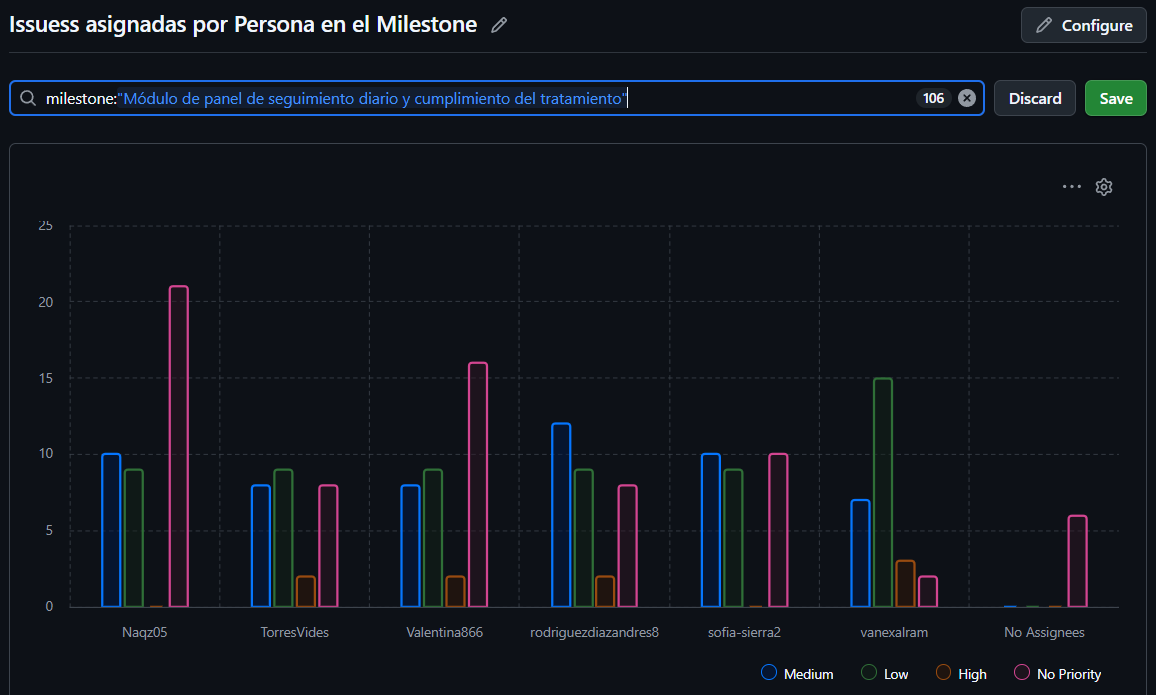 Issuess asignadas por Persona en el Milestone
Configure
milestone:"Módulo de panel de seguimiento diario y cumplimiento del tratamiento"
106
Discard
Save
25
20
15
10
5
0
Naqz05
TorresVides
Valentina866
rodriguezdiazandres8
sofia-sierra2
vanexalram
No Assignees
Medium
Low
High
No Priority